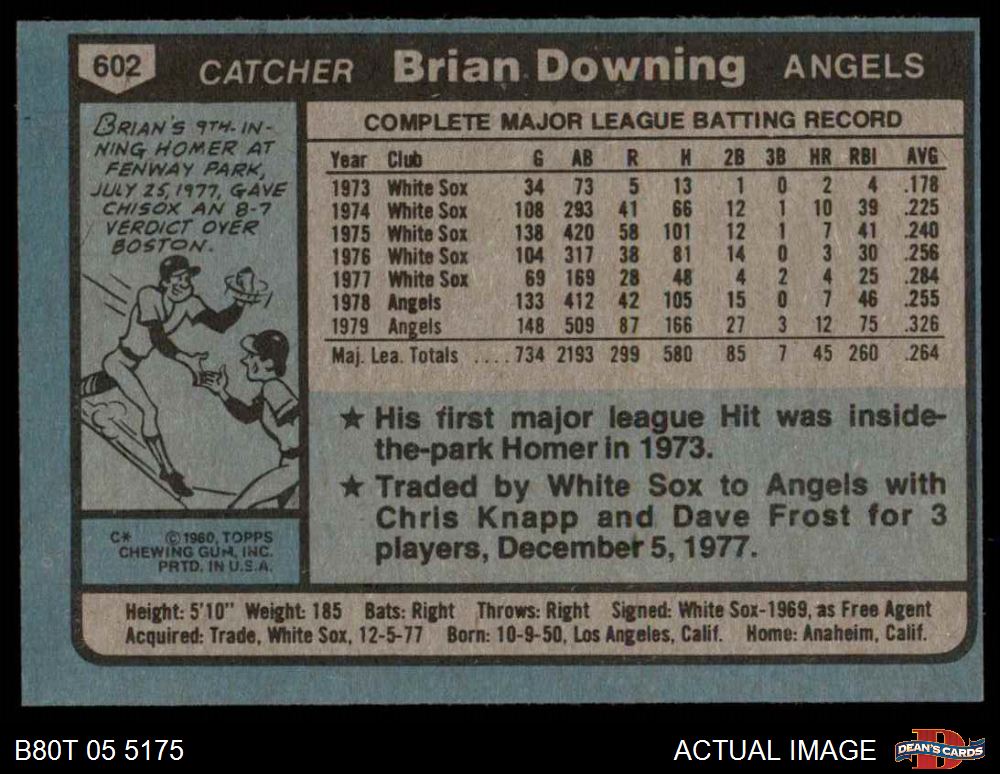 602 CATCHER Brian Downing ANGELS
BRIAN'S 9TH-IN-
NING HOMER AT
FENWAY PARK,
JULY 25, 1977, GAVE
CHISOX AN 8-7
VERDICT OVER
BOSTON.
COMPLETE MAJOR LEAGUE BATTING RECORD
Year Club G AB R H 2B 3B HR RBI AVG
1973 White Sox 34 73 5 13 1 0 2 4 .178
1974 White Sox 108 293 41 66 12 1 10 39 .225
1975 White Sox 138 420 58 101 12 1 7 41 .240
1976 White Sox 104 317 38 81 14 0 3 30 .256
1977 White Sox 69 169 28 48 4 2 4 25 .284
1978 Angels 133 412 42 105 15 0 7 46 .255
1979 Angels 148 509 87 166 27 3 12 75 .326
Maj. Lea. Totals .... 734 2193 299 580 85 7 45 260 .264
★ His first major league Hit was inside-
the-park Homer in 1973.
★ Traded by White Sox to Angels with
Chris Knapp and Dave Frost for 3
players, December 5, 1977.
C* © 1980, TOPPS
CHEWING GUM, INC.
PRTD. IN U.S.A.
Height: 5'10" Weight: 185 Bats: Right Throws: Right Signed: White Sox-1969, as Free Agent
Acquired: Trade, White Sox, 12-5-77 Born: 10-9-50, Los Angeles, Calif. Home: Anaheim, Calif.
B80T 05 5175 ACTUAL IMAGE DEAN'S CARDS